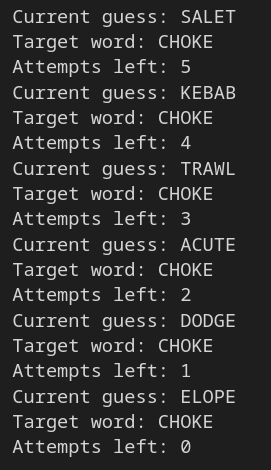 Current guess: SALET
Target word: CHOKE
Attempts left: 5
Current guess: KEBAB
Target word: CHOKE
Attempts left: 4
Current guess: TRAWL
Target word: CHOKE
Attempts left: 3
Current guess: ACUTE
Target word: CHOKE
Attempts left: 2
Current guess: DODGE
Target word: CHOKE
Attempts left: 1
Current guess: ELOPE
Target word: CHOKE
Attempts left: 0